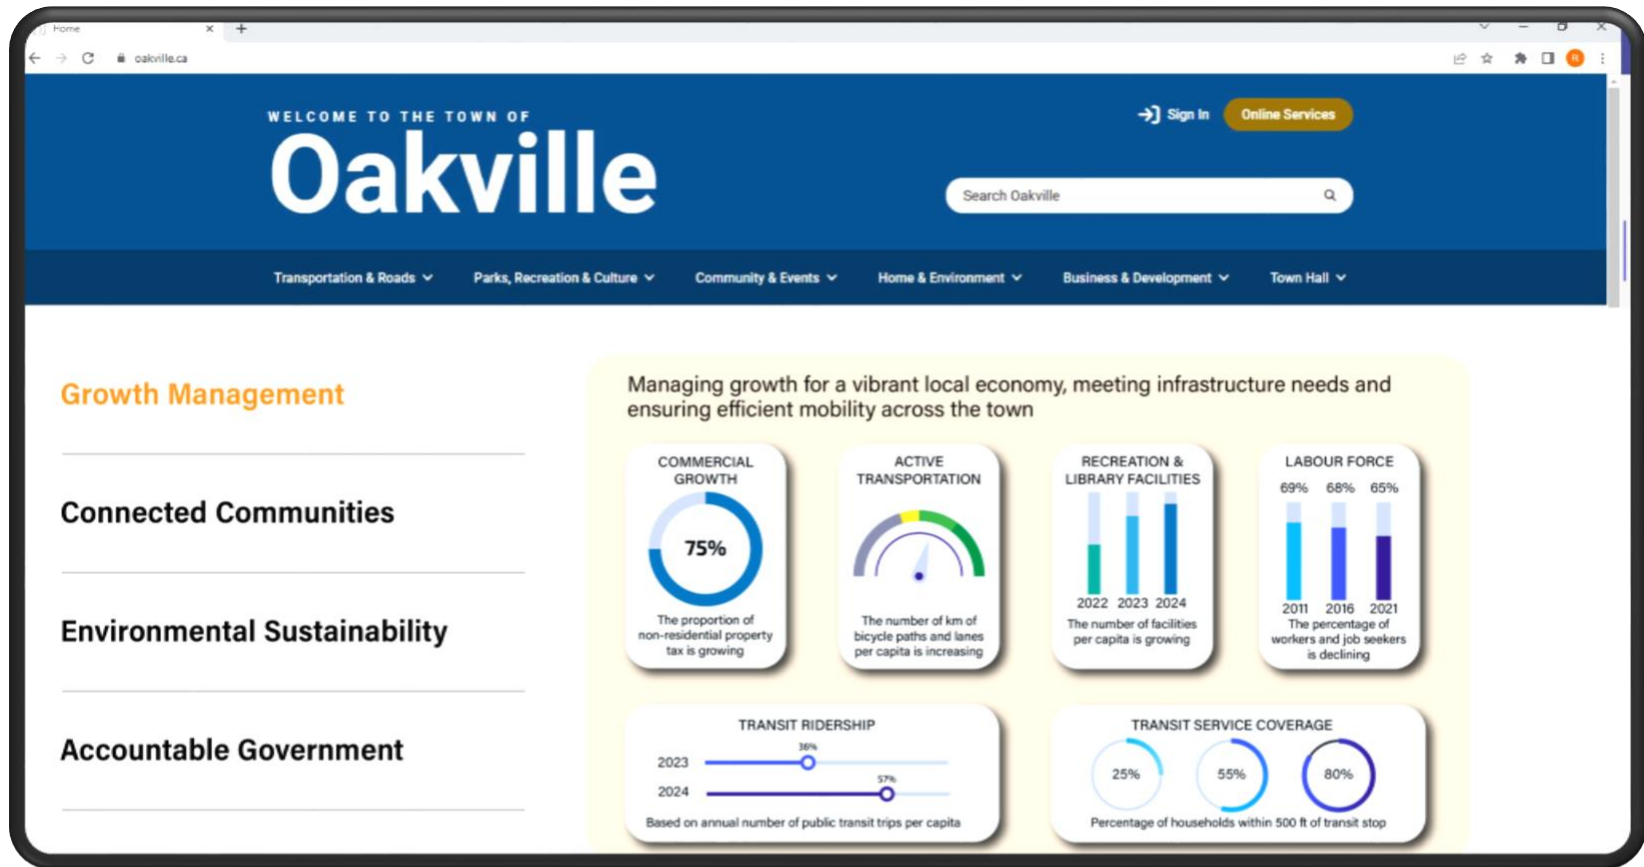 Home
oakville.ca
R
WELCOME TO THE TOWN OF
Oakville
Sign In
Online Services
Search Oakville
Transportation & Roads
Parks, Recreation & Culture
Community & Events
Home & Environment
Business & Development
Town Hall
Growth Management
Connected Communities
Environmental Sustainability
Accountable Government
Managing growth for a vibrant local economy, meeting infrastructure needs and
ensuring efficient mobility across the town
COMMERCIAL
GROWTH
75%
The proportion of
non-residential property
tax is growing
ACTIVE
TRANSPORTATION
The number of km of
bicycle paths and lanes
per capita is increasing
RECREATION &
LIBRARY FACILITIES
2022 2023 2024
The number of facilities
per capita is growing
LABOUR FORCE
69% 68% 65%
2011 2016 2021
The percentage of
workers and job seekers
is declining
TRANSIT RIDERSHIP
36%
2023
57%
2024
Based on annual number of public transit trips per capita
TRANSIT SERVICE COVERAGE
25% 55% 80%
Percentage of households within 500 ft of transit stop